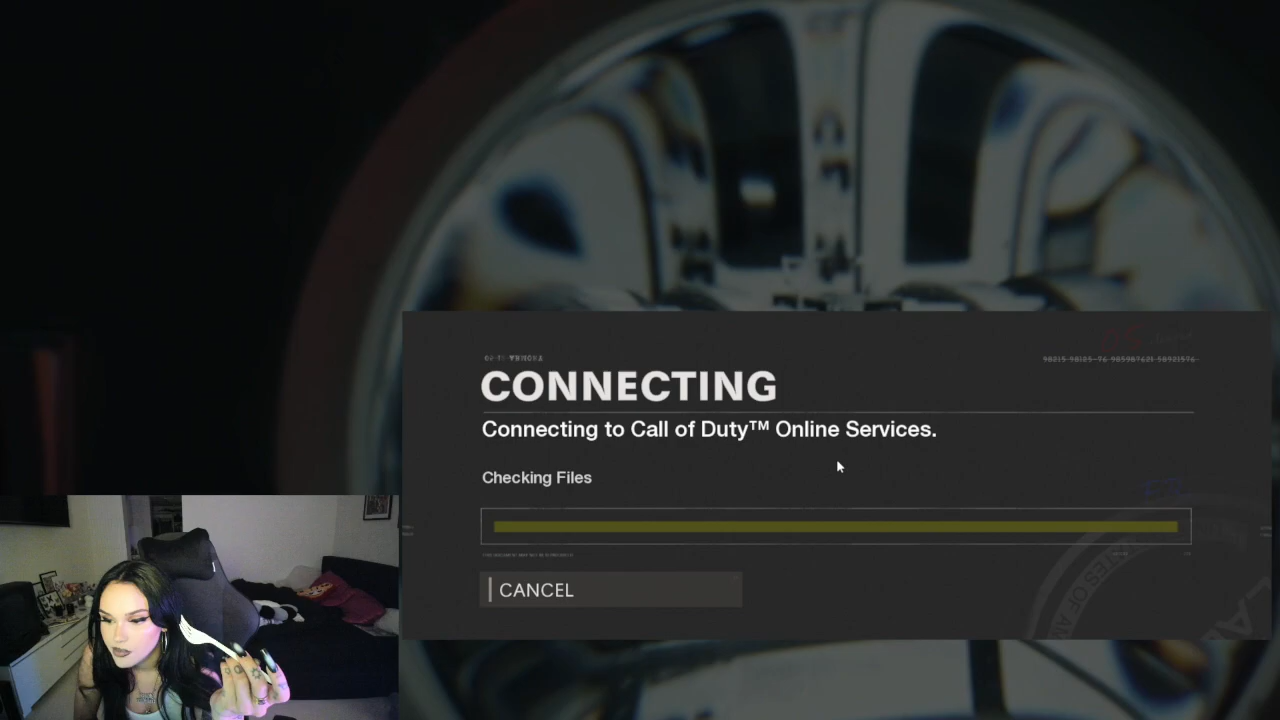 CONNECTING
Connecting to Call of Duty™ Online Services.
Checking Files
CANCEL